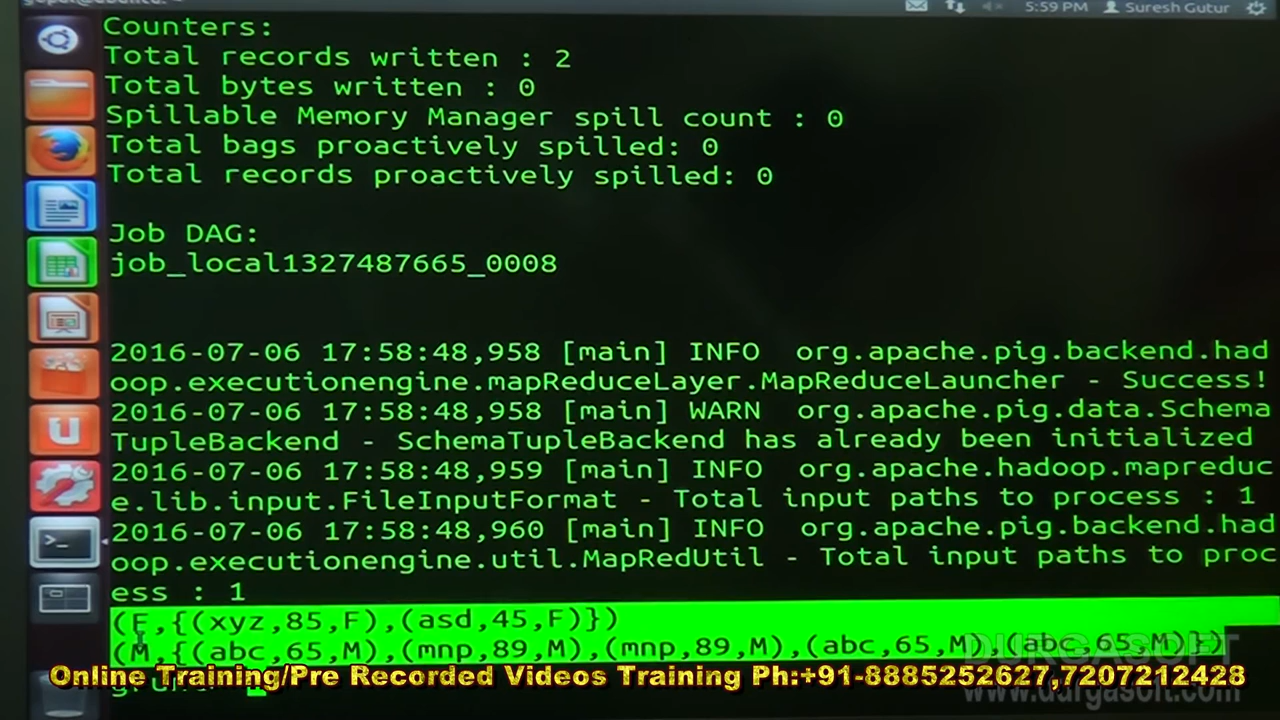 5:59 PM Suresh Gutur
Counters:
Total records written : 2
Total bytes written : 0
Spillable Memory Manager spill count : 0
Total bags proactively spilled: 0
Total records proactively spilled: 0
Job DAG:
job_local1327487665_0008
2016-07-06 17:58:48,958 [main] INFO  org.apache.pig.backend.had
oop.executionengine.mapReduceLayer.MapReduceLauncher - Success!
2016-07-06 17:58:48,958 [main] WARN  org.apache.pig.data.Schema
TupleBackend - SchemaTupleBackend has already been initialized
2016-07-06 17:58:48,959 [main] INFO  org.apache.hadoop.mapreduc
e.lib.input.FileInputFormat - Total input paths to process : 1
2016-07-06 17:58:48,960 [main] INFO  org.apache.pig.backend.had
oop.executionengine.util.MapRedUtil - Total input paths to proc
ess : 1
(F,{(xyz,85,F),(asd,45,F)})
(M,{(abc,65,M),(mnp,89,M),(mnp,89,M),(abc,65,M),(abc,65,M)})
DURGASOFT
Online Training/Pre Recorded Videos Training Ph:+91-8885252627,7207212428
www.durgasoft.com